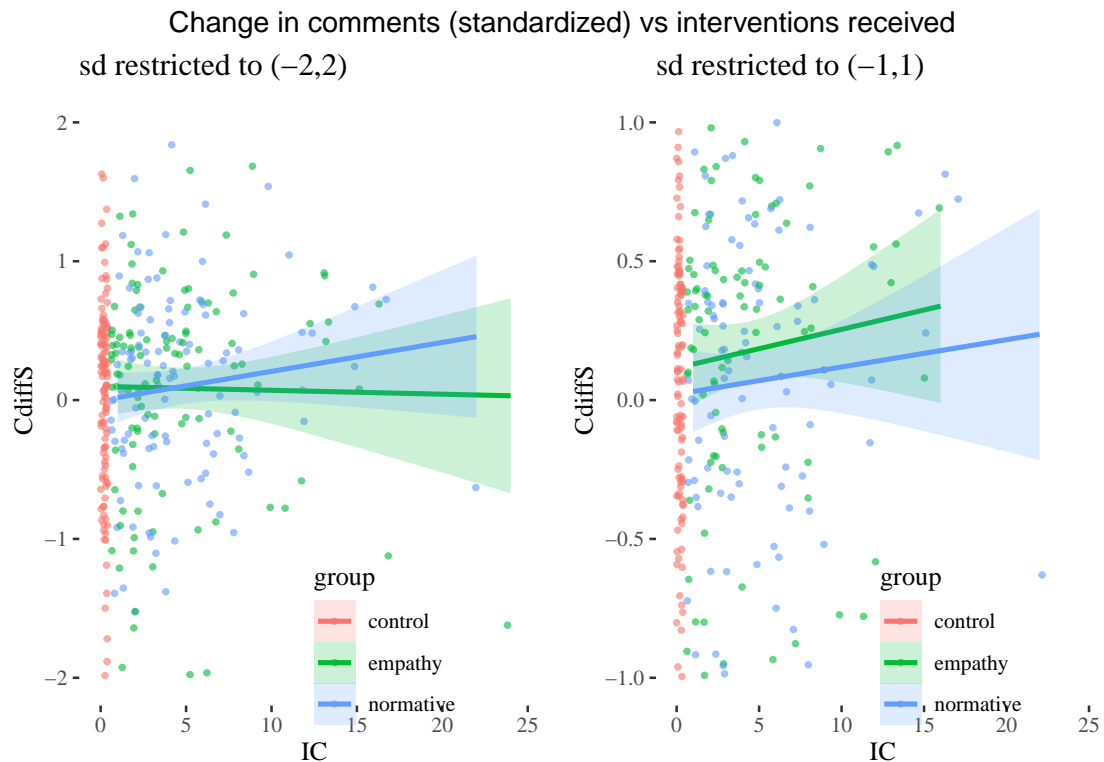 Change in comments (standardized) vs interventions received
sd restricted to (−2,2)
CdiffS
2
1
0
−1
−2
group
control
empathy
normative
0 5 10 15 20 25
IC
sd restricted to (−1,1)
CdiffS
1.0
0.5
0.0
−0.5
−1.0
group
control
empathy
normative
0 5 10 15 20 25
IC